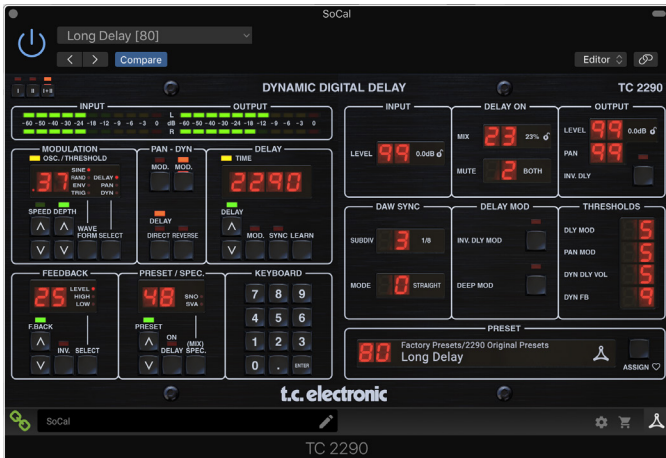 SoCal
Long Delay [80]
Compare
Editor
I II I+II
DYNAMIC DIGITAL DELAY
TC 2290
INPUT OUTPUT
L
-60 -50 -40 -30 -24 -18 -12 -9 -6 -3 0 dB -60 -50 -40 -30 -24 -18 -12 -9 -6 -3 0
R
MODULATION
OSC. / THRESHOLD
.37
SINE
RAND
ENV
TRIG
DELAY
PAN
DYN
SPEED DEPTH
WAVE FORM
SELECT
PAN - DYN
MOD. MOD.
DELAY
DIRECT REVERSE
DELAY
TIME
2290
DELAY
MOD. SYNC LEARN
FEEDBACK
25
LEVEL
HIGH
LOW
F.BACK
INV. SELECT
PRESET / SPEC.
48
SNO
SVA
PRESET
ON
DELAY
(MIX)
SPEC.
KEYBOARD
7 8 9
4 5 6
1 2 3
0 . ENTER
INPUT
LEVEL 99 0.0dB
DELAY ON
MIX 23 23%
MUTE 2 BOTH
OUTPUT
LEVEL 99 0.0dB
PAN 99
INV. DLY
DAW SYNC
SUBDIV 3 1/8
MODE 0 STRAIGHT
DELAY MOD
INV. DLY MOD
DEEP MOD
THRESHOLDS
DLY MOD 5
PAN MOD 5
DYN DLY VOL 5
DYN FB 9
PRESET
80
Factory Presets/2290 Original Presets
Long Delay
ASSIGN
t.c. electronic
SoCal
TC 2290